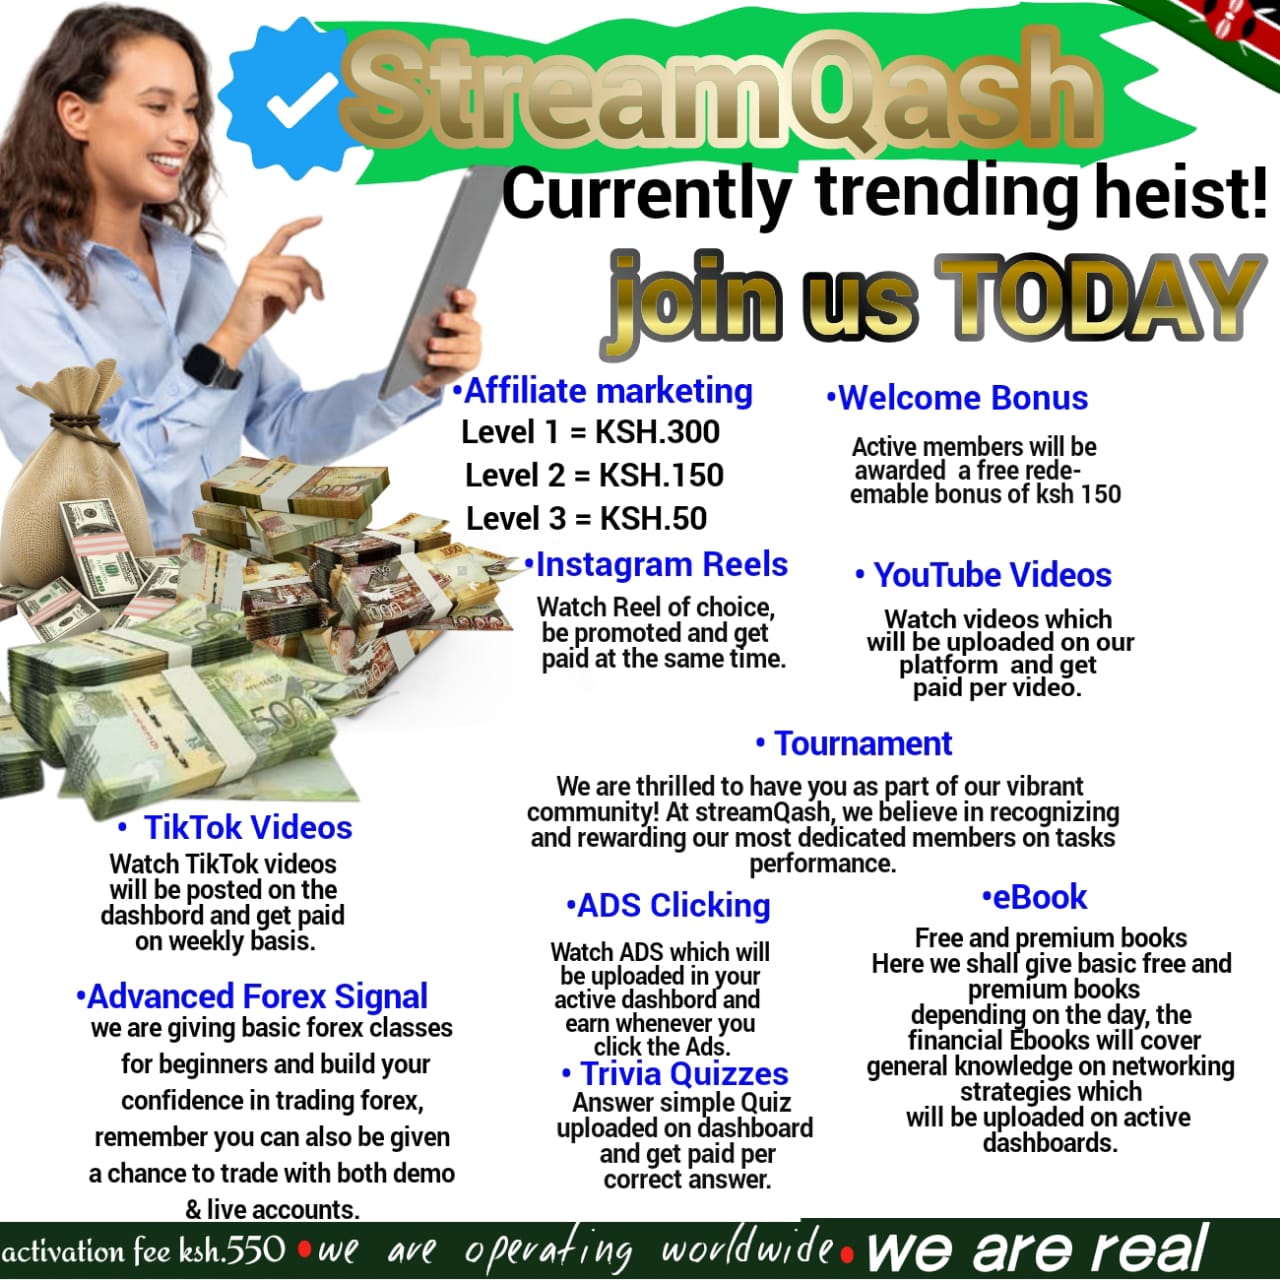 StreamQash
Currently trending heist!
join us TODAY
•Affiliate marketing
Level 1 = KSH.300
Level 2 = KSH.150
Level 3 = KSH.50
•Welcome Bonus
Active members will be
awarded a free rede-
emable bonus of ksh 150
•Instagram Reels
Watch Reel of choice,
be promoted and get
paid at the same time.
• YouTube Videos
Watch videos which
will be uploaded on our
platform and get
paid per video.
• Tournament
We are thrilled to have you as part of our vibrant
community! At streamQash, we believe in recognizing
and rewarding our most dedicated members on tasks
performance.
• TikTok Videos
Watch TikTok videos
will be posted on the
dashbord and get paid
on weekly basis.
•ADS Clicking
Watch ADS which will
be uploaded in your
active dashbord and
earn whenever you
click the Ads.
•eBook
Free and premium books
Here we shall give basic free and
premium books
depending on the day, the
financial Ebooks will cover
general knowledge on networking
strategies which
will be uploaded on active
dashboards.
•Advanced Forex Signal
we are giving basic forex classes
for beginners and build your
confidence in trading forex,
remember you can also be given
a chance to trade with both demo
& live accounts.
• Trivia Quizzes
Answer simple Quiz
uploaded on dashboard
and get paid per
correct answer.
activation fee ksh.550 •we are operating worldwide•we are real